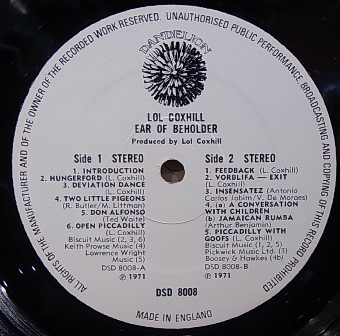 ALL RIGHTS OF THE MANUFACTURER AND OF THE OWNER OF THE RECORDED WORK RESERVED. UNAUTHORISED PUBLIC PERFORMANCE, BROADCASTING AND COPYING OF THIS RECORD PROHIBITED
DANDELION
LOL COXHILL
EAR OF BEHOLDER
Produced by Lol Coxhill
Side 1 STEREO
1. INTRODUCTION
2. HUNGERFORD (L. Coxhill)
3. DEVIATION DANCE
(L. Coxhill)
4. TWO LITTLE PIGEONS
(R. Butler/M. Littman)
5. DON ALFONSO
(Ted Waite)
6. OPEN PICCADILLY
(L. Coxhill)
Biscuit Music (2, 3, 6)
Keith Prowse Music (4)
Lawrence Wright
Music (5)
DSD 8008-A
℗ 1971
Side 2 STEREO
1. FEEDBACK (L. Coxhill)
2. VORBLIFA — EXIT
(L. Coxhill)
3. INSENSATEZ (Antonio
Carlos Jobim/V. De Moraes)
4. (a) A CONVERSATION
WITH CHILDREN
(b) JAMAICAN RUMBA
(Arthur Benjamin)
5. PICCADILLY WITH
GOOFS (L. Coxhill)
Biscuit Music (1, 2, 5)
Pickwick Music Ltd. (3)
Boosey & Hawkes (4b)
DSD 8008-B
℗ 1971
DSD 8008
MADE IN ENGLAND